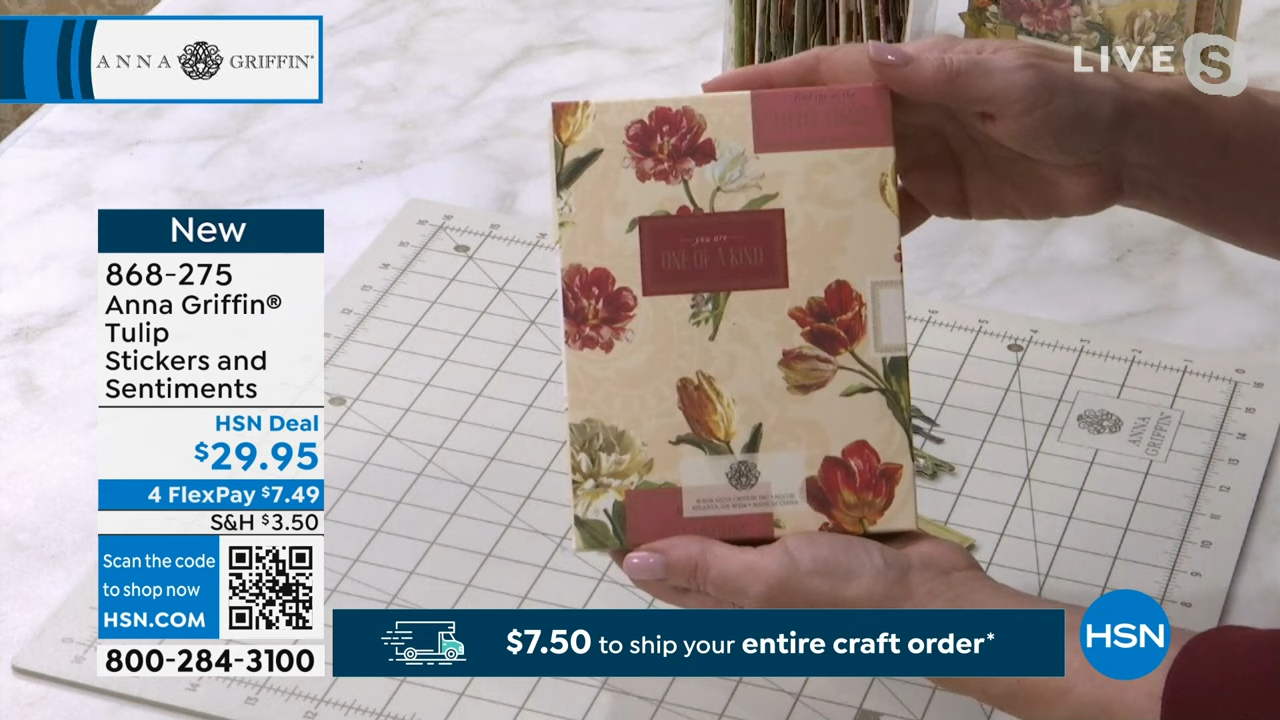 ANNA GRIFFIN®
LIVE S
New
868-275
Anna Griffin®
Tulip
Stickers and
Sentiments
HSN Deal
$29.95
4 FlexPay $7.49
S&H $3.50
Scan the code
to shop now
HSN.COM
800-284-3100
you are
ONE OF A KIND
ANNA
GRIFFIN
$7.50 to ship your entire craft order*
HSN